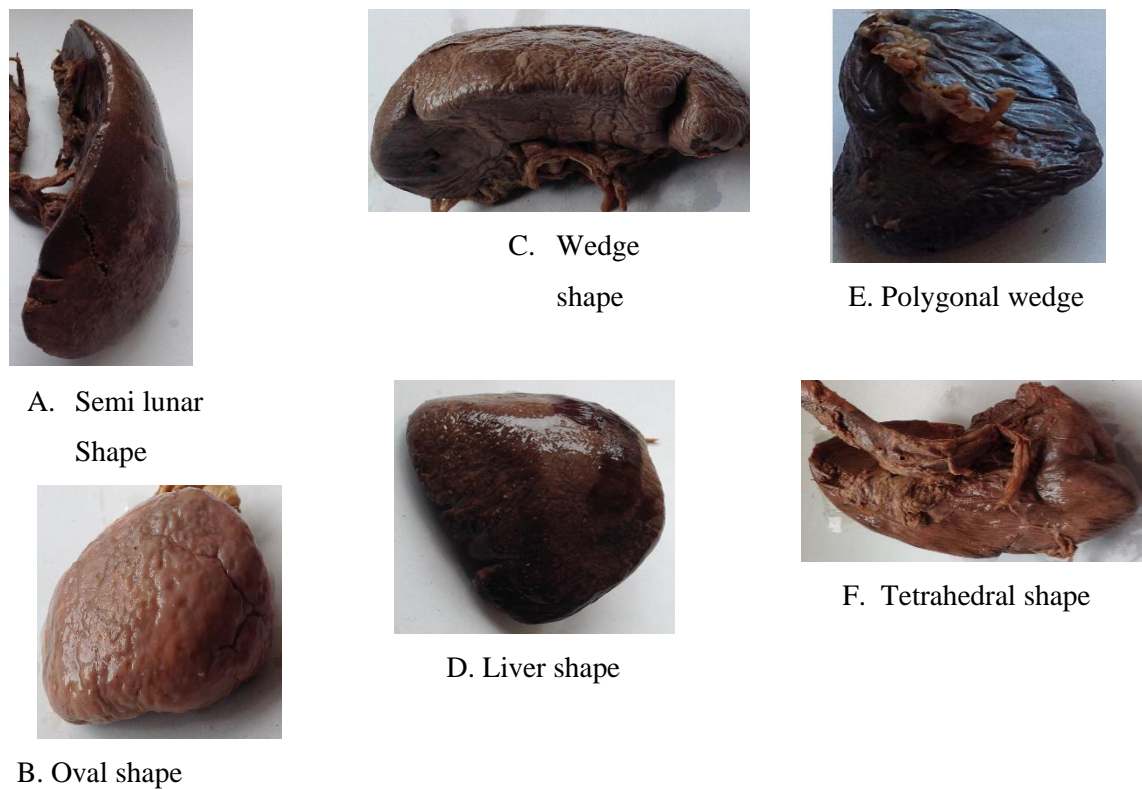 A. Semi lunar
Shape
B. Oval shape
C. Wedge
shape
D. Liver shape
E. Polygonal wedge
F. Tetrahedral shape